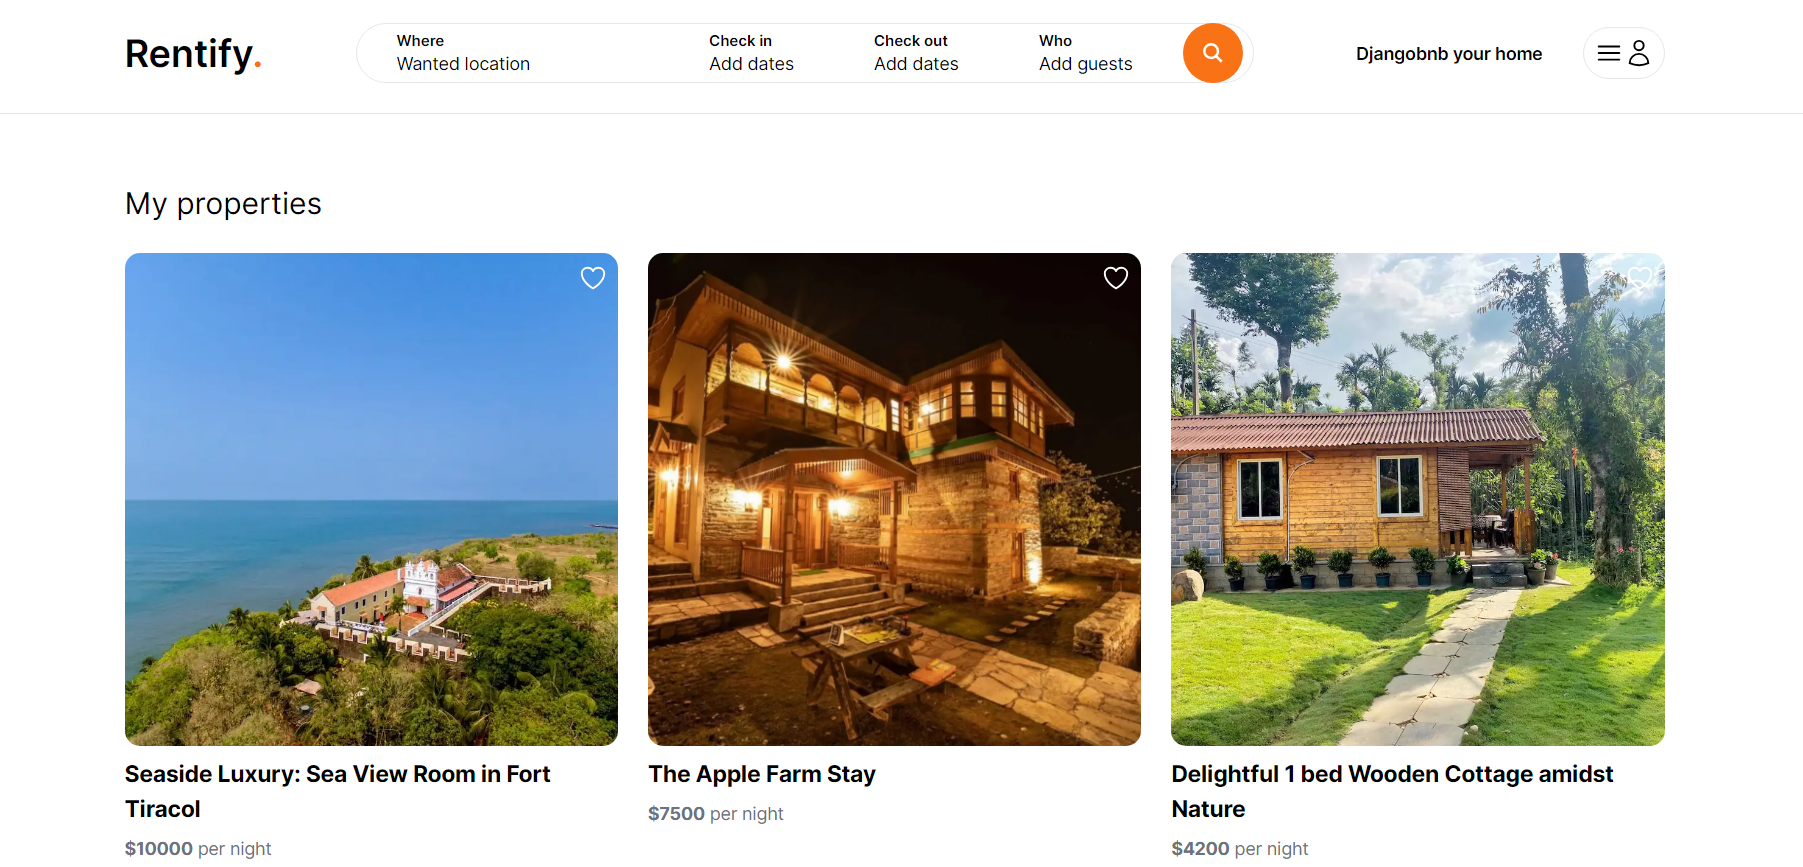 Rentify.
Where
Wanted location
Check in
Add dates
Check out
Add dates
Who
Add guests
Djangobnb your home
My properties
Seaside Luxury: Sea View Room in Fort
Tiracol
$10000 per night
The Apple Farm Stay
$7500 per night
Delightful 1 bed Wooden Cottage amidst
Nature
$4200 per night